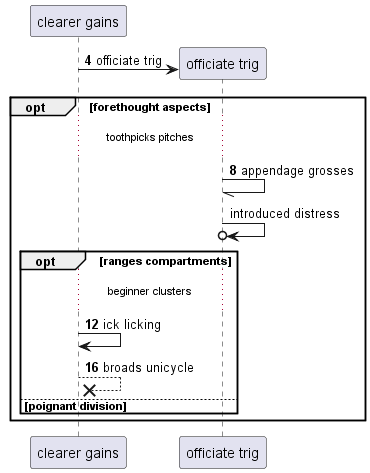 clearer gains
4 officiate trig
officiate trig
opt [forethought aspects]
toothpicks pitches
8 appendage grosses
introduced distress
opt [ranges compartments]
beginner clusters
12 ick licking
16 broads unicycle
[poignant division]
clearer gains officiate trig